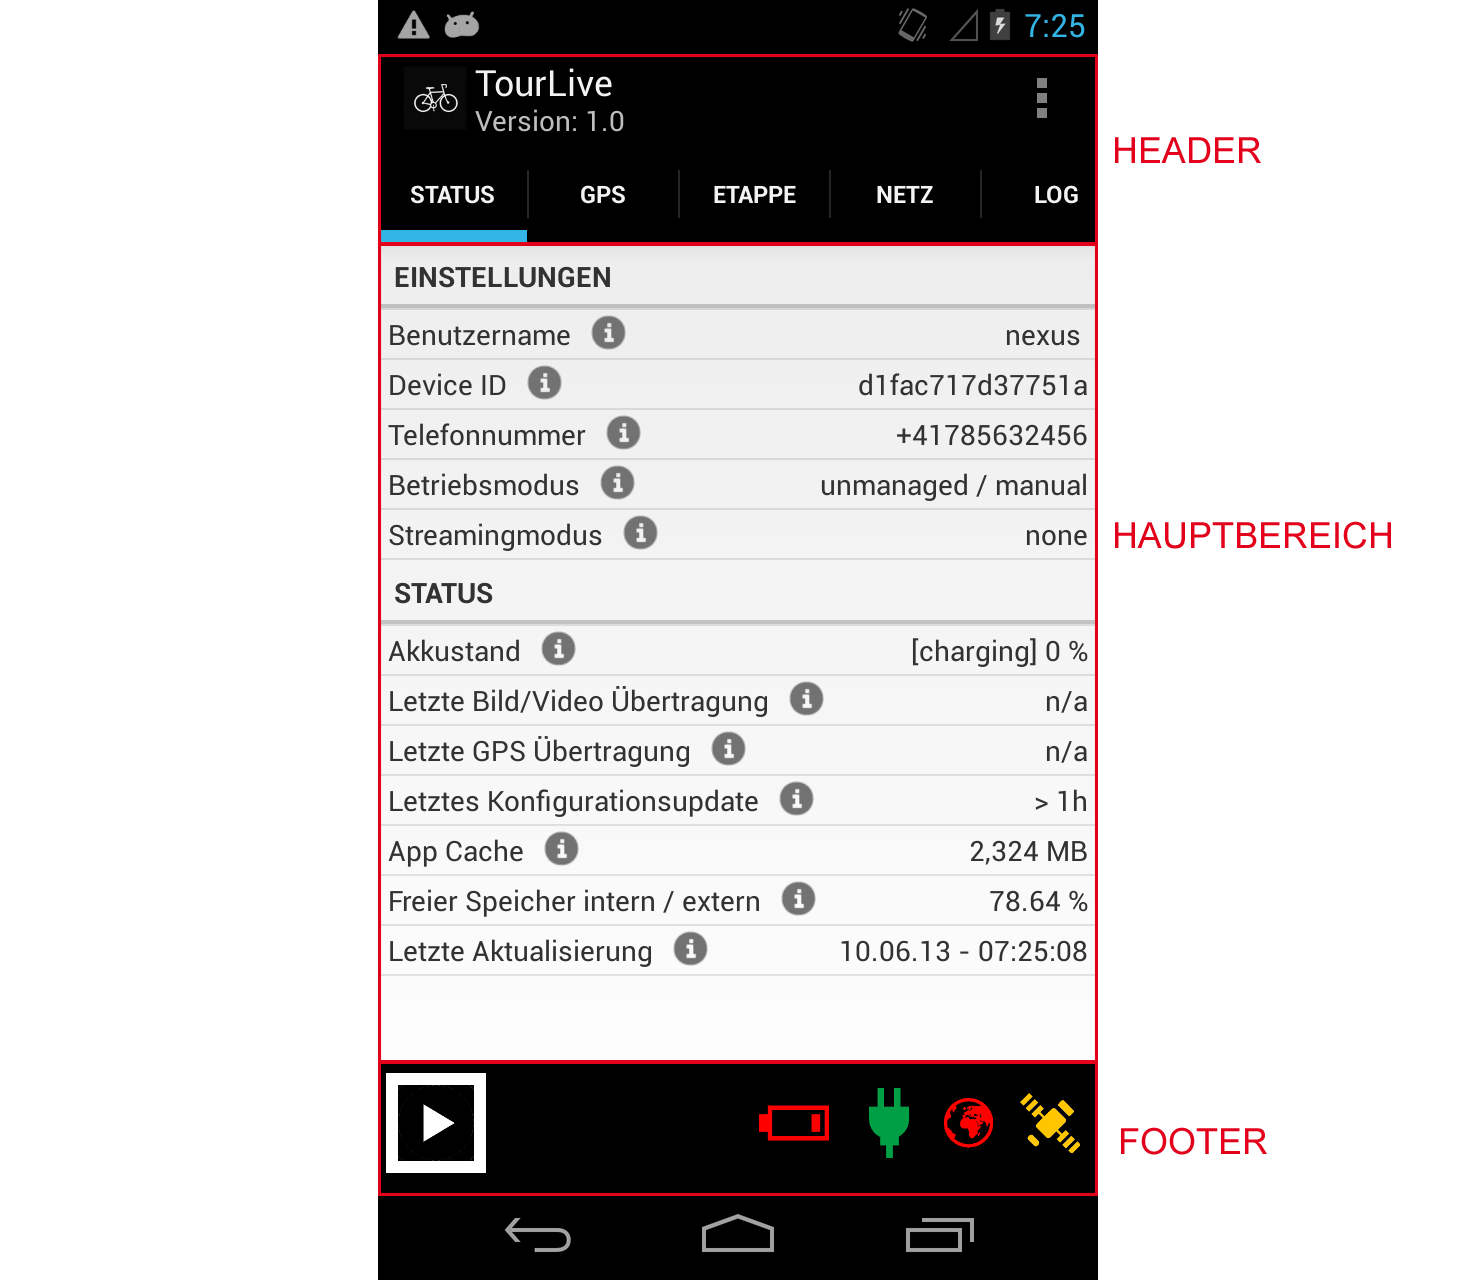 7:25
TourLive
Version: 1.0
HEADER
STATUS GPS ETAPPE NETZ LOG
EINSTELLUNGEN
Benutzername nexus
Device ID d1fac717d37751a
Telefonnummer +41785632456
Betriebsmodus unmanaged / manual
Streamingmodus none
HAUPTBEREICH
STATUS
Akkustand [charging] 0 %
Letzte Bild/Video Übertragung n/a
Letzte GPS Übertragung n/a
Letztes Konfigurationsupdate > 1h
App Cache 2,324 MB
Freier Speicher intern / extern 78.64 %
Letzte Aktualisierung 10.06.13 - 07:25:08
FOOTER